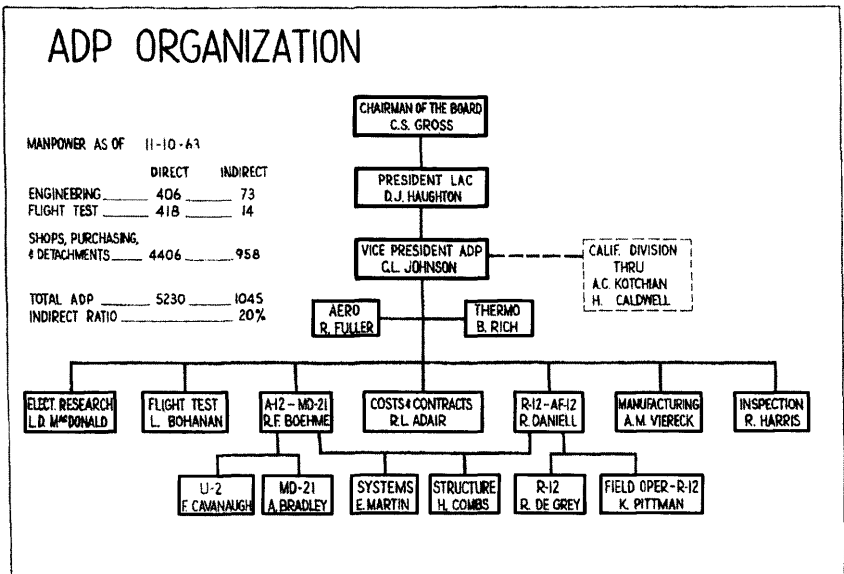 ADP ORGANIZATION
MANPOWER AS OF 11-10-63
DIRECT INDIRECT
ENGINEERING 406 73
FLIGHT TEST 418 14
SHOPS, PURCHASING,
& DETACHMENTS 4406 958
TOTAL ADP 5230 1045
INDIRECT RATIO 20%
CHAIRMAN OF THE BOARD
C.S. GROSS
PRESIDENT LAC
D.J. HAUGHTON
VICE PRESIDENT ADP
C.L. JOHNSON
CALIF. DIVISION
THRU
A.C. KOTCHIAN
H. CALDWELL
AERO
R. FULLER
THERMO
B. RICH
ELECT. RESEARCH
L.D. MACDONALD
FLIGHT TEST
L. BOHANAN
A-12-MD-21
R.F. BOEHME
COSTS & CONTRACTS
R.L. ADAIR
R-12-AF-12
R. DANIELL
MANUFACTURING
A.M. VIERECK
INSPECTION
R. HARRIS
U-2
F. CAVANAUGH
MD-21
A. BRADLEY
SYSTEMS
E. MARTIN
STRUCTURE
H. COMBS
R-12
R. DE GREY
FIELD OPER-R-12
K. PITTMAN